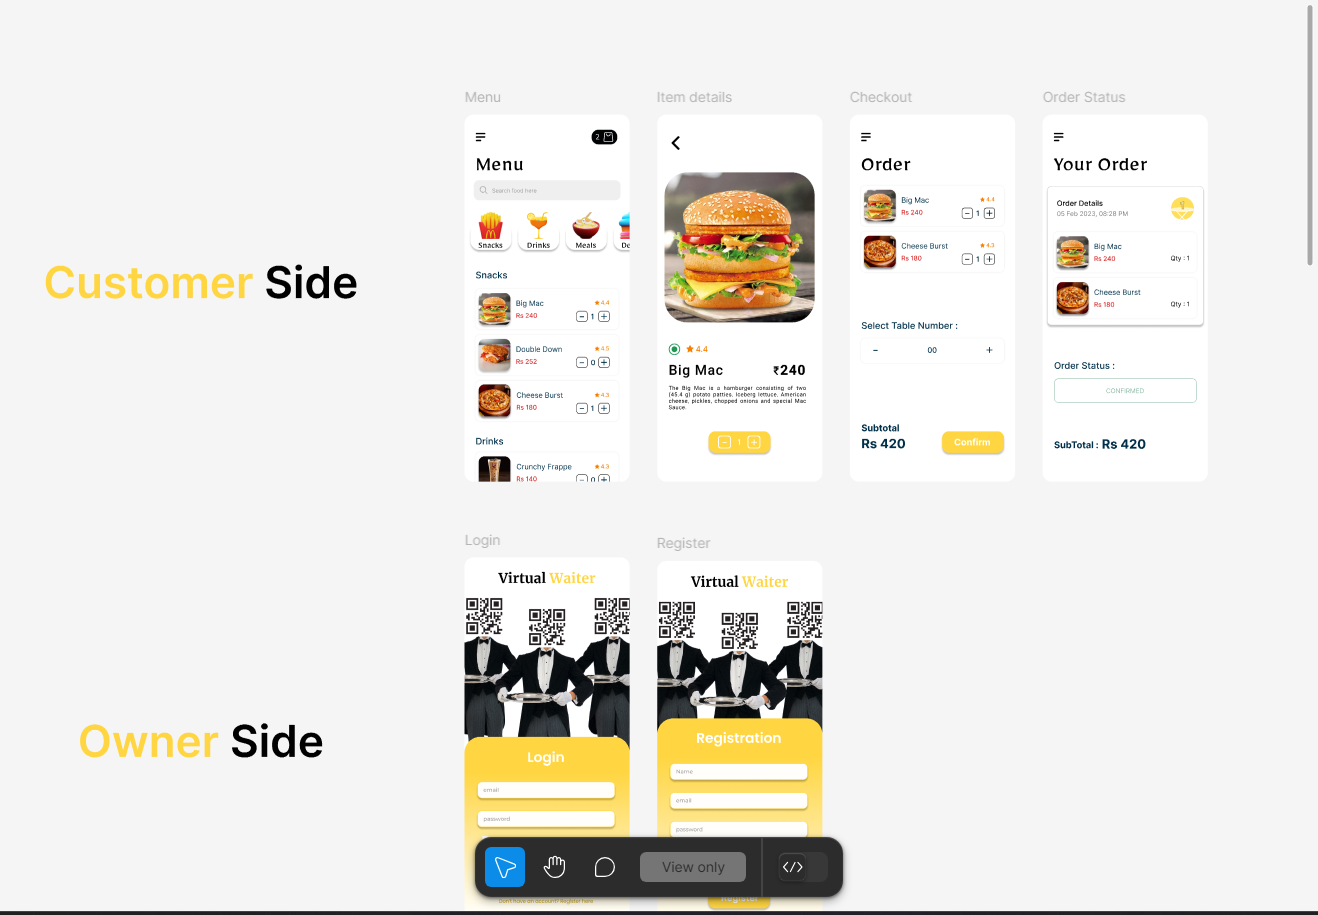 Menu
2
Menu
Search food here
Snacks
Drinks
Meals
De
Snacks
Big Mac
4.4
Rs 240
− 1 +
Double Down
4.5
Rs 252
− 0 +
Cheese Burst
4.3
Rs 180
− 1 +
Drinks
Crunchy Frappe
4.3
Rs 140
− 0 +
Item details
4.4
Big Mac
₹240
The Big Mac is a hamburger consisting of two
(45.4 g) potato patties, Iceberg lettuce, American
cheese, pickles, chopped onions and special Mac
Sauce.
− 1 +
Checkout
Order
Big Mac
4.4
Rs 240
− 1 +
Cheese Burst
4.3
Rs 180
− 1 +
Select Table Number :
− 00 +
Subtotal
Rs 420
Confirm
Order Status
Your Order
Order Details
05 Feb 2023, 08:28 PM
Big Mac
Rs 240
Qty : 1
Cheese Burst
Rs 180
Qty : 1
Order Status :
CONFIRMED
SubTotal : Rs 420
Customer Side
Login
Virtual Waiter
Login
email
password
Don't have an account? Register here
Register
Virtual Waiter
Registration
Name
email
password
Register
Owner Side
View only